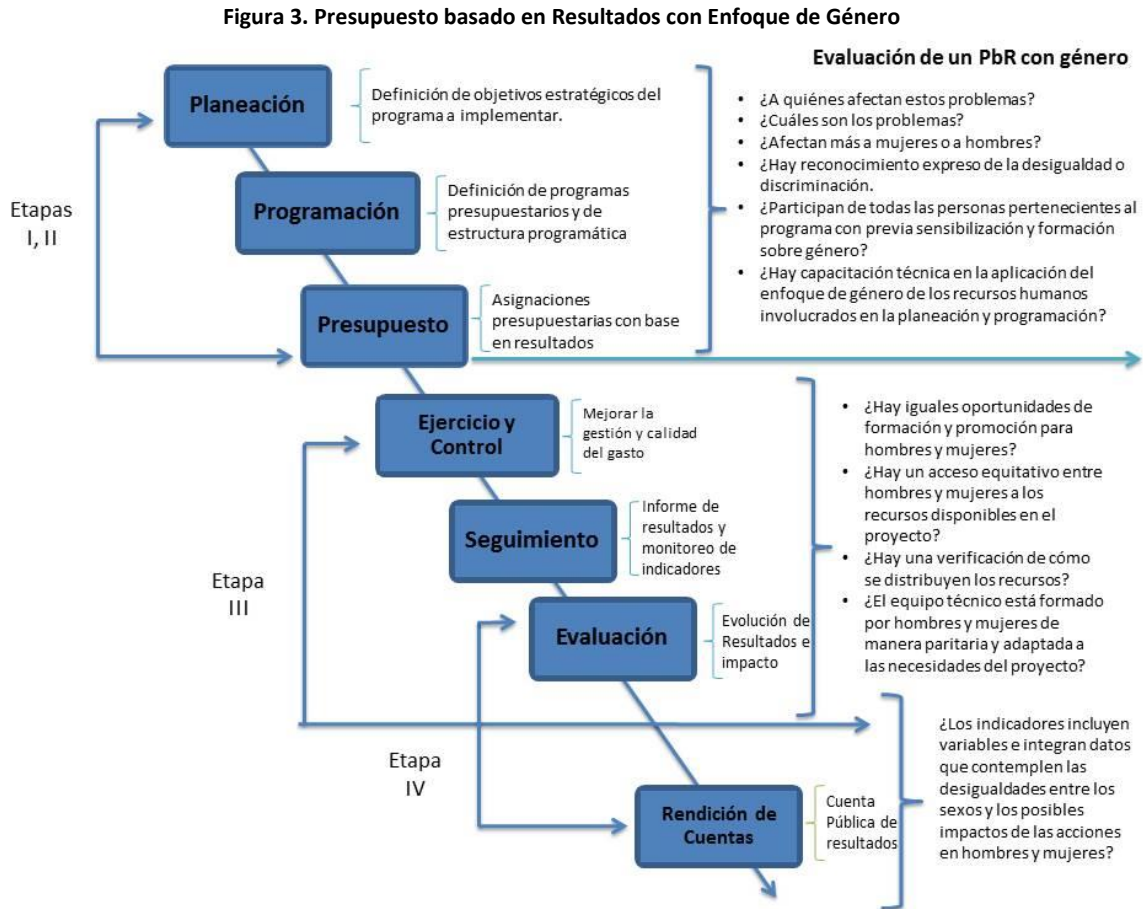 Figura 3. Presupuesto basado en Resultados con Enfoque de Género
Evaluación de un PbR con género
Planeación
Definición de objetivos estratégicos del
programa a implementar.
Programación
Definición de programas
presupuestarios y de
estructura programática
Presupuesto
Asignaciones
presupuestarias con base
en resultados
Etapas
I, II
• ¿A quiénes afectan estos problemas?
• ¿Cuáles son los problemas?
• ¿Afectan más a mujeres o a hombres?
• ¿Hay reconocimiento expreso de la desigualdad o
discriminación.
• ¿Participan de todas las personas pertenecientes al
programa con previa sensibilización y formación
sobre género?
• ¿Hay capacitación técnica en la aplicación del
enfoque de género de los recursos humanos
involucrados en la planeación y programación?
Ejercicio y
Control
Mejorar la
gestión y calidad
del gasto
Seguimiento
Informe de
resultados y
monitoreo de
indicadores
Evaluación
Evolución de
Resultados e
impacto
Etapa
III
• ¿Hay iguales oportunidades de
formación y promoción para
hombres y mujeres?
• ¿Hay un acceso equitativo entre
hombres y mujeres a los
recursos disponibles en el
proyecto?
• ¿Hay una verificación de cómo
se distribuyen los recursos?
• ¿El equipo técnico está formado
por hombres y mujeres de
manera paritaria y adaptada a
las necesidades del proyecto?
Etapa
IV
Rendición de
Cuentas
Cuenta
Pública de
resultados
¿Los indicadores incluyen
variables e integran datos
que contemplen las
desigualdades entre los
sexos y los posibles
impactos de las acciones
en hombres y mujeres?